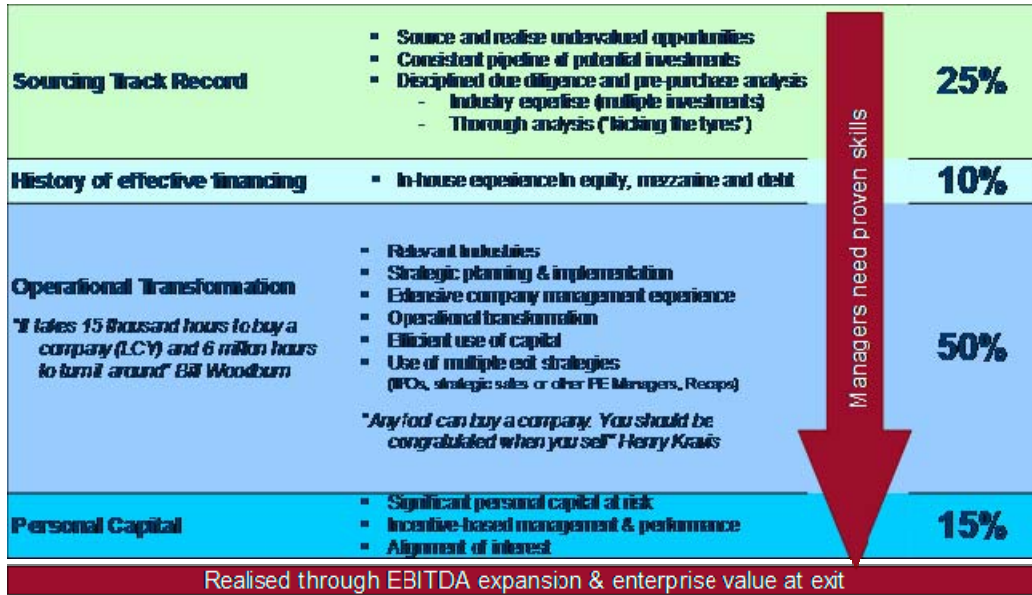 Sourcing Track Record
▪ Source and realise undervalued opportunities
▪ Consistent pipeline of potential investments
▪ Disciplined due diligence and pre-purchase analysis
- Industry expertise (multiple investments)
- Thorough analysis ("kicking the tyres")
25%
History of effective financing
▪ In-house experience in equity, mezzanine and debt
10%
Operational Transformation
"It takes 15 thousand hours to buy a
company (LCY) and 6 million hours
to turn it around" Bill Woodburn
▪ Relevant Industries
▪ Strategic planning & implementation
▪ Extensive company management experience
▪ Operational transformation
▪ Efficient use of capital
▪ Use of multiple exit strategies
(IPOs, strategic sales or other PE Managers, Recaps)
"Any fool can buy a company. You should be
congratulated when you sell" Henry Kravis
50%
Personal Capital
▪ Significant personal capital at risk
▪ Incentive-based management & performance
▪ Alignment of interest
15%
Managers need proven skills
Realised through EBITDA expansion & enterprise value at exit